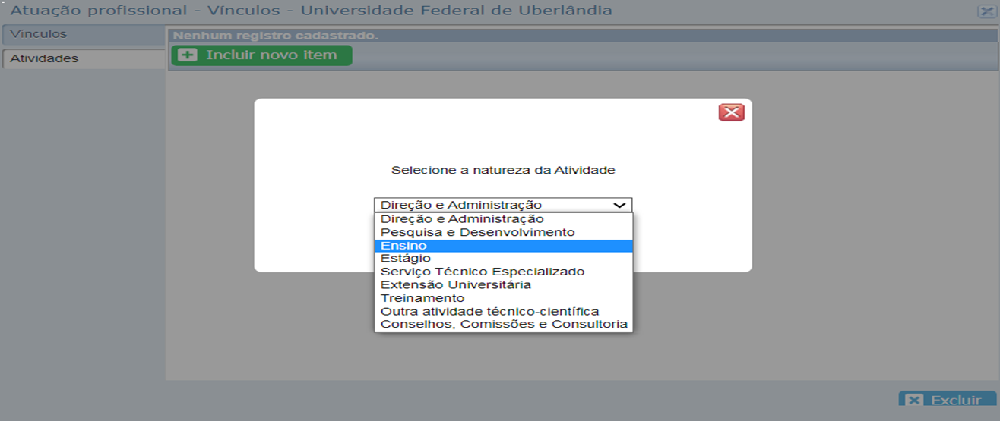 Atuação profissional - Vínculos - Universidade Federal de Uberlândia
Vínculos
Atividades
Nenhum registro cadastrado.
Incluir novo item
Selecione a natureza da Atividade
Direção e Administração
Direção e Administração
Pesquisa e Desenvolvimento
Ensino
Estágio
Serviço Técnico Especializado
Extensão Universitária
Treinamento
Outra atividade técnico-científica
Conselhos, Comissões e Consultoria
Excluir